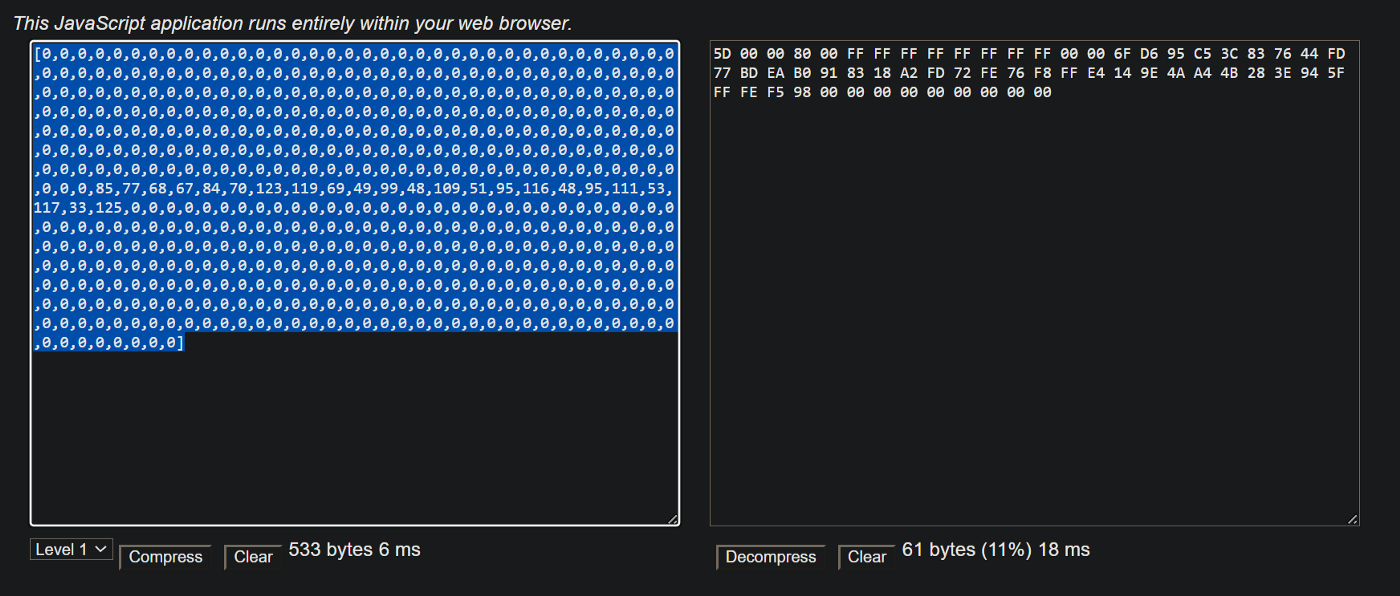 This JavaScript application runs entirely within your web browser.
[0,0,0,0,0,0,0,0,0,0,0,0,0,0,0,0,0,0,0,0,0,0,0,0,0,0,0,0,0,0,0,0,0,0,0,0
,0,0,0,0,0,0,0,0,0,0,0,0,0,0,0,0,0,0,0,0,0,0,0,0,0,0,0,0,0,0,0,0,0,0,0,0
,0,0,0,0,0,0,0,0,0,0,0,0,0,0,0,0,0,0,0,0,0,0,0,0,0,0,0,0,0,0,0,0,0,0,0,0
,0,0,0,0,0,0,0,0,0,0,0,0,0,0,0,0,0,0,0,0,0,0,0,0,0,0,0,0,0,0,0,0,0,0,0,0
,0,0,0,0,0,0,0,0,0,0,0,0,0,0,0,0,0,0,0,0,0,0,0,0,0,0,0,0,0,0,0,0,0,0,0,0
,0,0,0,0,0,0,0,0,0,0,0,0,0,0,0,0,0,0,0,0,0,0,0,0,0,0,0,0,0,0,0,0,0,0,0,0
,0,0,0,0,0,0,0,0,0,0,0,0,0,0,0,0,0,0,0,0,0,0,0,0,0,0,0,0,0,0,0,0,0,0,0,0
,0,0,0,85,77,68,67,84,70,123,119,69,49,99,48,109,51,95,116,48,95,111,53,
117,33,125,0,0,0,0,0,0,0,0,0,0,0,0,0,0,0,0,0,0,0,0,0,0,0,0,0,0,0,0,0,0,0
,0,0,0,0,0,0,0,0,0,0,0,0,0,0,0,0,0,0,0,0,0,0,0,0,0,0,0,0,0,0,0,0,0,0,0,0
,0,0,0,0,0,0,0,0,0,0,0,0,0,0,0,0,0,0,0,0,0,0,0,0,0,0,0,0,0,0,0,0,0,0,0,0
,0,0,0,0,0,0,0,0,0,0,0,0,0,0,0,0,0,0,0,0,0,0,0,0,0,0,0,0,0,0,0,0,0,0,0,0
,0,0,0,0,0,0,0,0,0,0,0,0,0,0,0,0,0,0,0,0,0,0,0,0,0,0,0,0,0,0,0,0,0,0,0,0
,0,0,0,0,0,0,0,0,0,0,0,0,0,0,0,0,0,0,0,0,0,0,0,0,0,0,0,0,0,0,0,0,0,0,0,0
,0,0,0,0,0,0,0,0,0,0,0,0,0,0,0,0,0,0,0,0,0,0,0,0,0,0,0,0,0,0,0,0,0,0,0,0
,0,0,0,0,0,0,0,0]
Level 1 Compress Clear 533 bytes 6 ms
5D 00 00 80 00 FF FF FF FF FF FF FF FF 00 00 6F D6 95 C5 3C 83 76 44 FD
77 BD EA B0 91 83 18 A2 FD 72 FE 76 F8 FF E4 14 9E 4A A4 4B 28 3E 94 5F
FF FE F5 98 00 00 00 00 00 00 00 00 00
Decompress Clear 61 bytes (11%) 18 ms